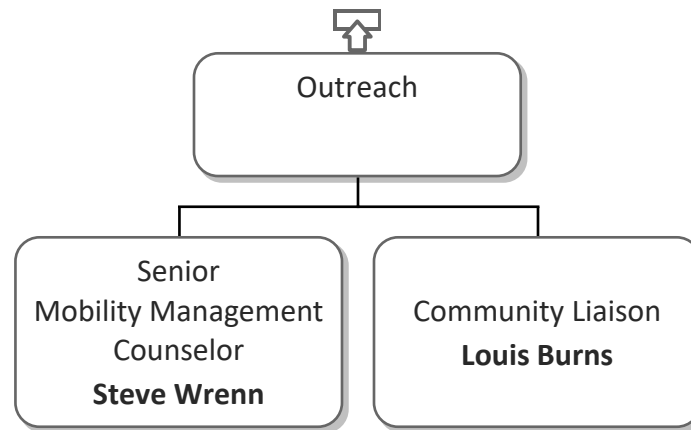 Outreach
Senior
Mobility Management
Counselor
Steve Wrenn
Community Liaison
Louis Burns